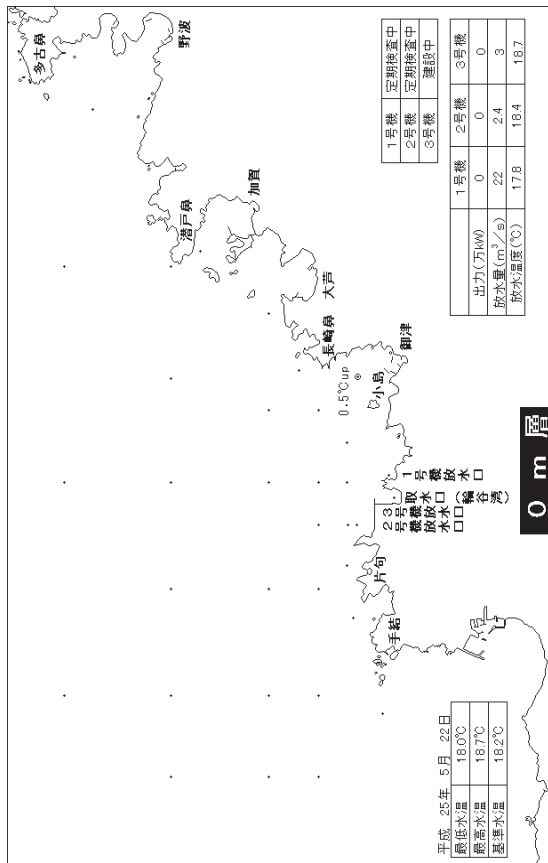 平成 25年 5月 22日
最低水温 18.0℃
最高水温 18.7℃
基準水温 18.2℃
手結
片句
2号機放水口
3号機放水口
取水口(輪谷湾)
1号機放水口
0.5℃up
小島
御津
長崎鼻
大芦
加賀
潜戸鼻
野波
多古鼻
0m層
1号機 定期検査中
2号機 定期検査中
3号機 建設中
1号機 2号機 3号機
出力(万kW) 0 0 0
放水量(m³/s) 22 2.4 3
放水温度(℃) 17.8 18.4 18.7